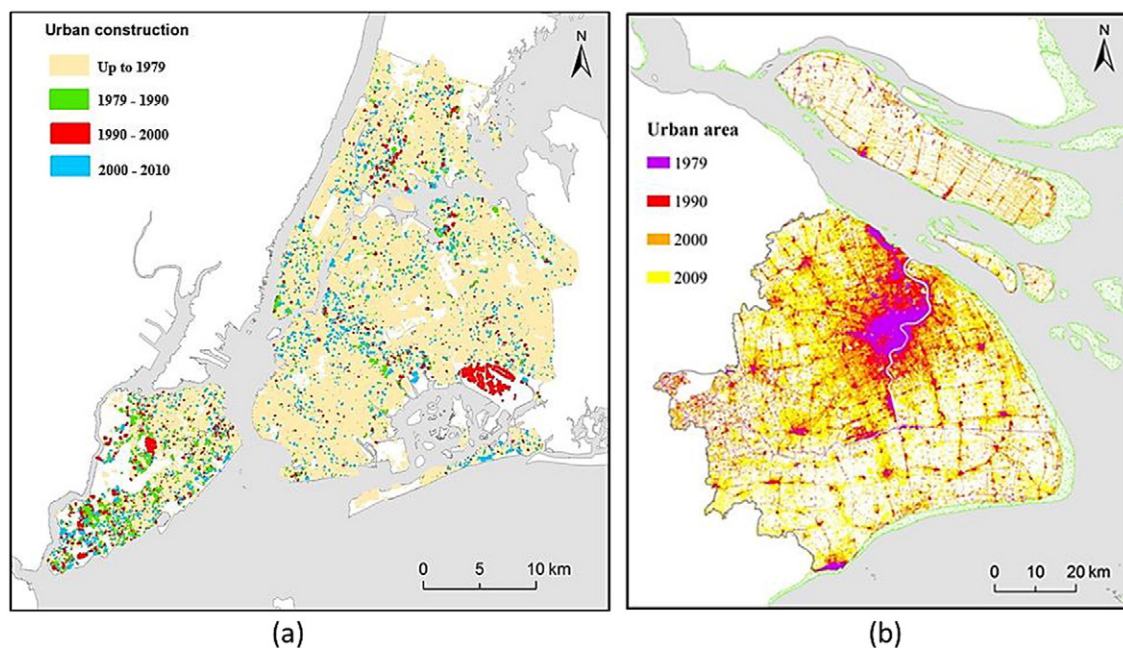 Urban construction
Up to 1979
1979 - 1990
1990 - 2000
2000 - 2010
N
0 5 10 km
(a)
N
Urban area
1979
1990
2000
2009
0 10 20 km
(b)